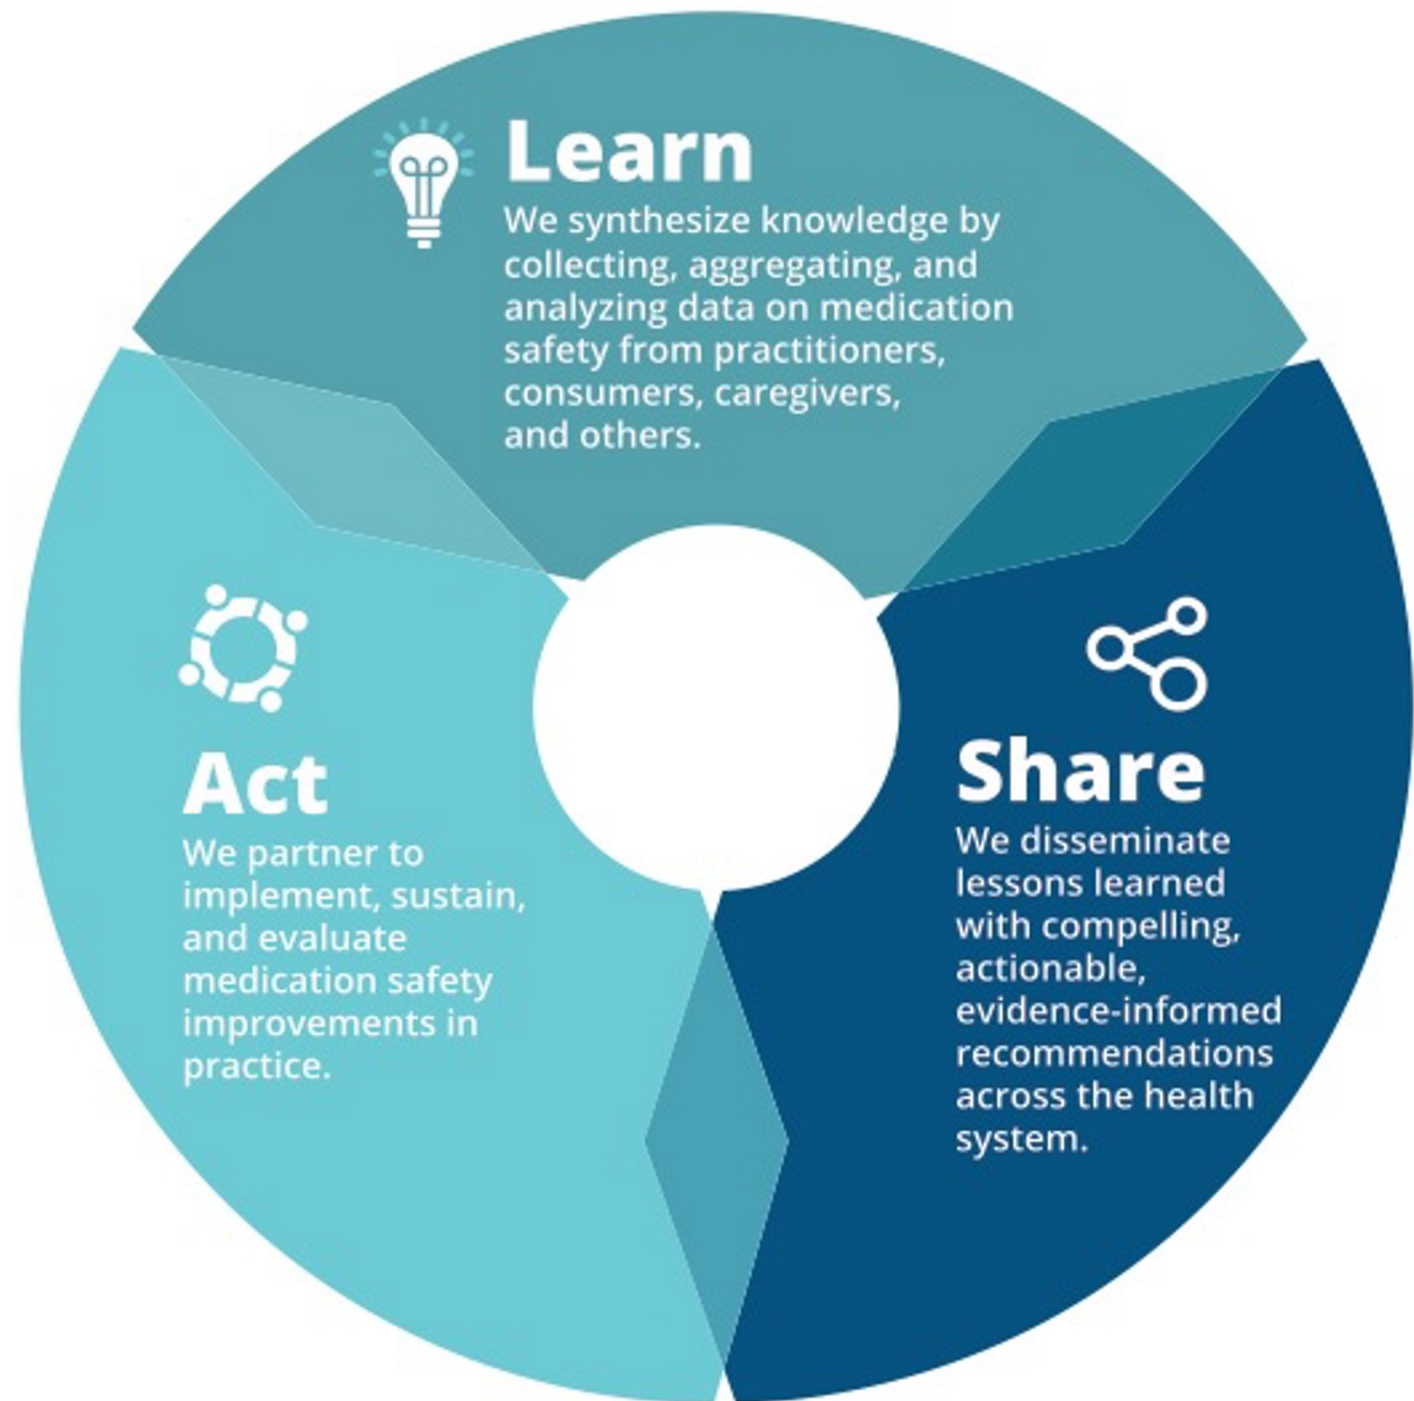 Learn
We synthesize knowledge by
collecting, aggregating, and
analyzing data on medication
safety from practitioners,
consumers, caregivers,
and others.
Share
We disseminate
lessons learned
with compelling,
actionable,
evidence-informed
recommendations
across the health
system.
Act
We partner to
implement, sustain,
and evaluate
medication safety
improvements in
practice.